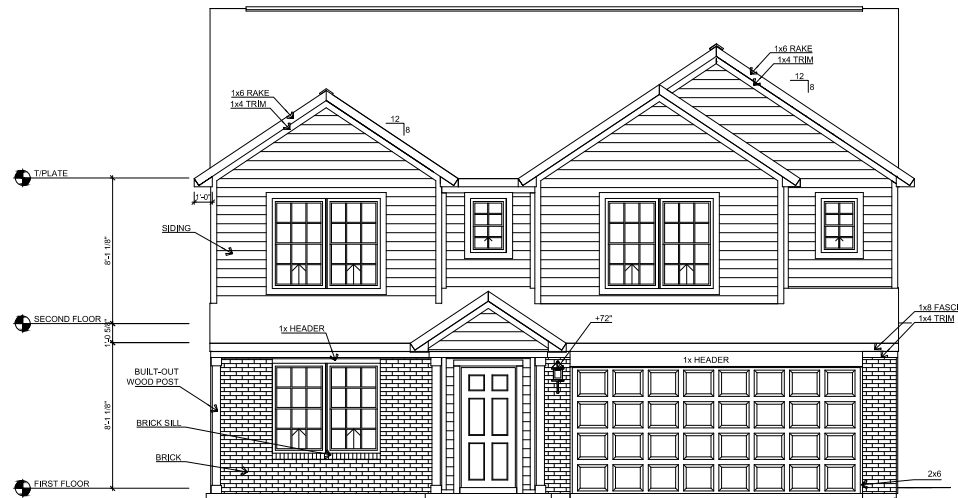 1x6 RAKE
1x4 TRIM
12
8
1x6 RAKE
1x4 TRIM
12
8
T/PLATE
1'-0"
SIDING
8'-1 1/8"
SECOND FLOOR
1'-0 5/8"
1x HEADER
+72"
1x8 FASCI
1x4 TRIM
1x HEADER
BUILT-OUT
WOOD POST
8'-1 1/8"
BRICK SILL
BRICK
FIRST FLOOR
2x6